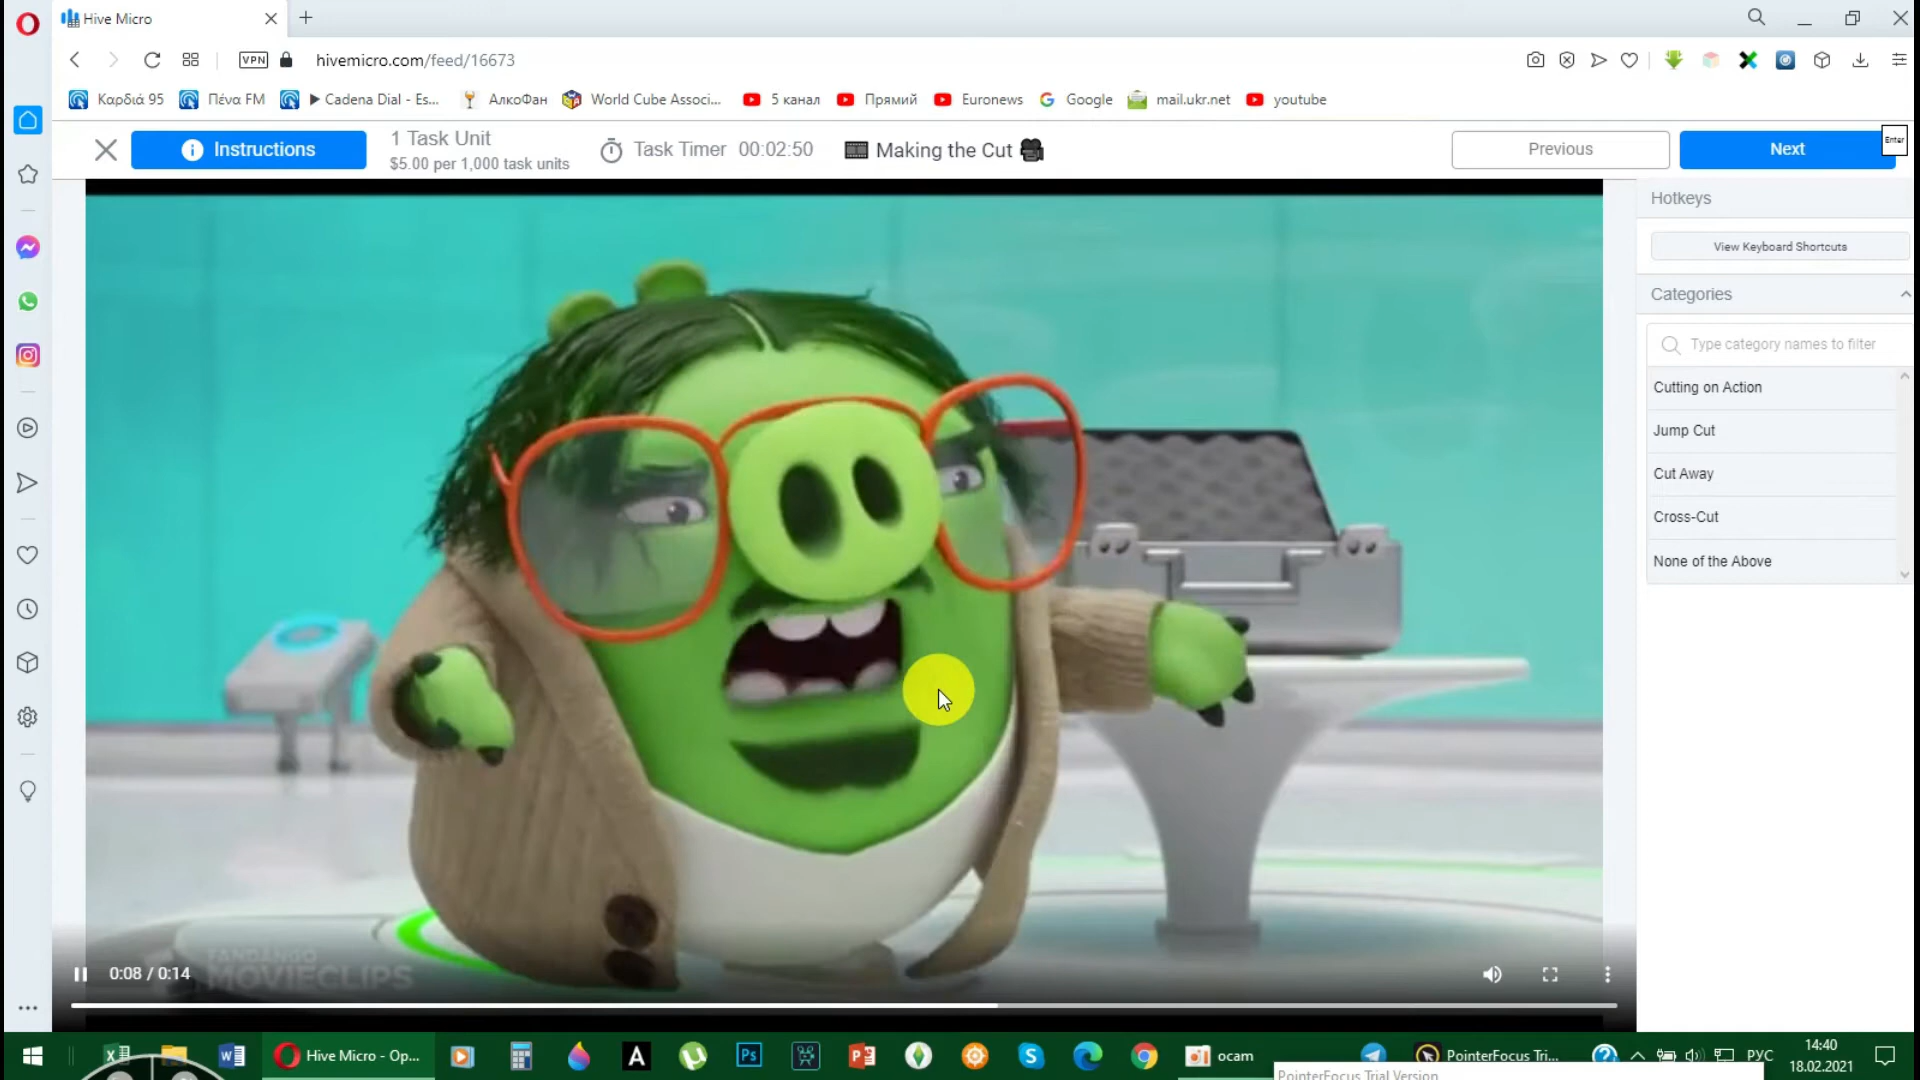 Hive Micro
VPN
hivemicro.com/feed/16673
Καρδιά 95
Πένα FM
Cadena Dial - Es...
АлкоФан
World Cube Associ...
5 канал
Прямий
Euronews
Google
mail.ukr.net
youtube
Instructions
1 Task Unit
$5.00 per 1,000 task units
Task Timer 00:02:50
Making the Cut
Previous
Next
Enter
Hotkeys
View Keyboard Shortcuts
Categories
Type category names to filter
Cutting on Action
Jump Cut
Cut Away
Cross-Cut
None of the Above
FANDANGO
MOVIECLIPS
0:08 / 0:14
Hive Micro - Op...
ocam
PointerFocus Tri...
РУС
14:40
18.02.2021
PointerFocus Trial Version